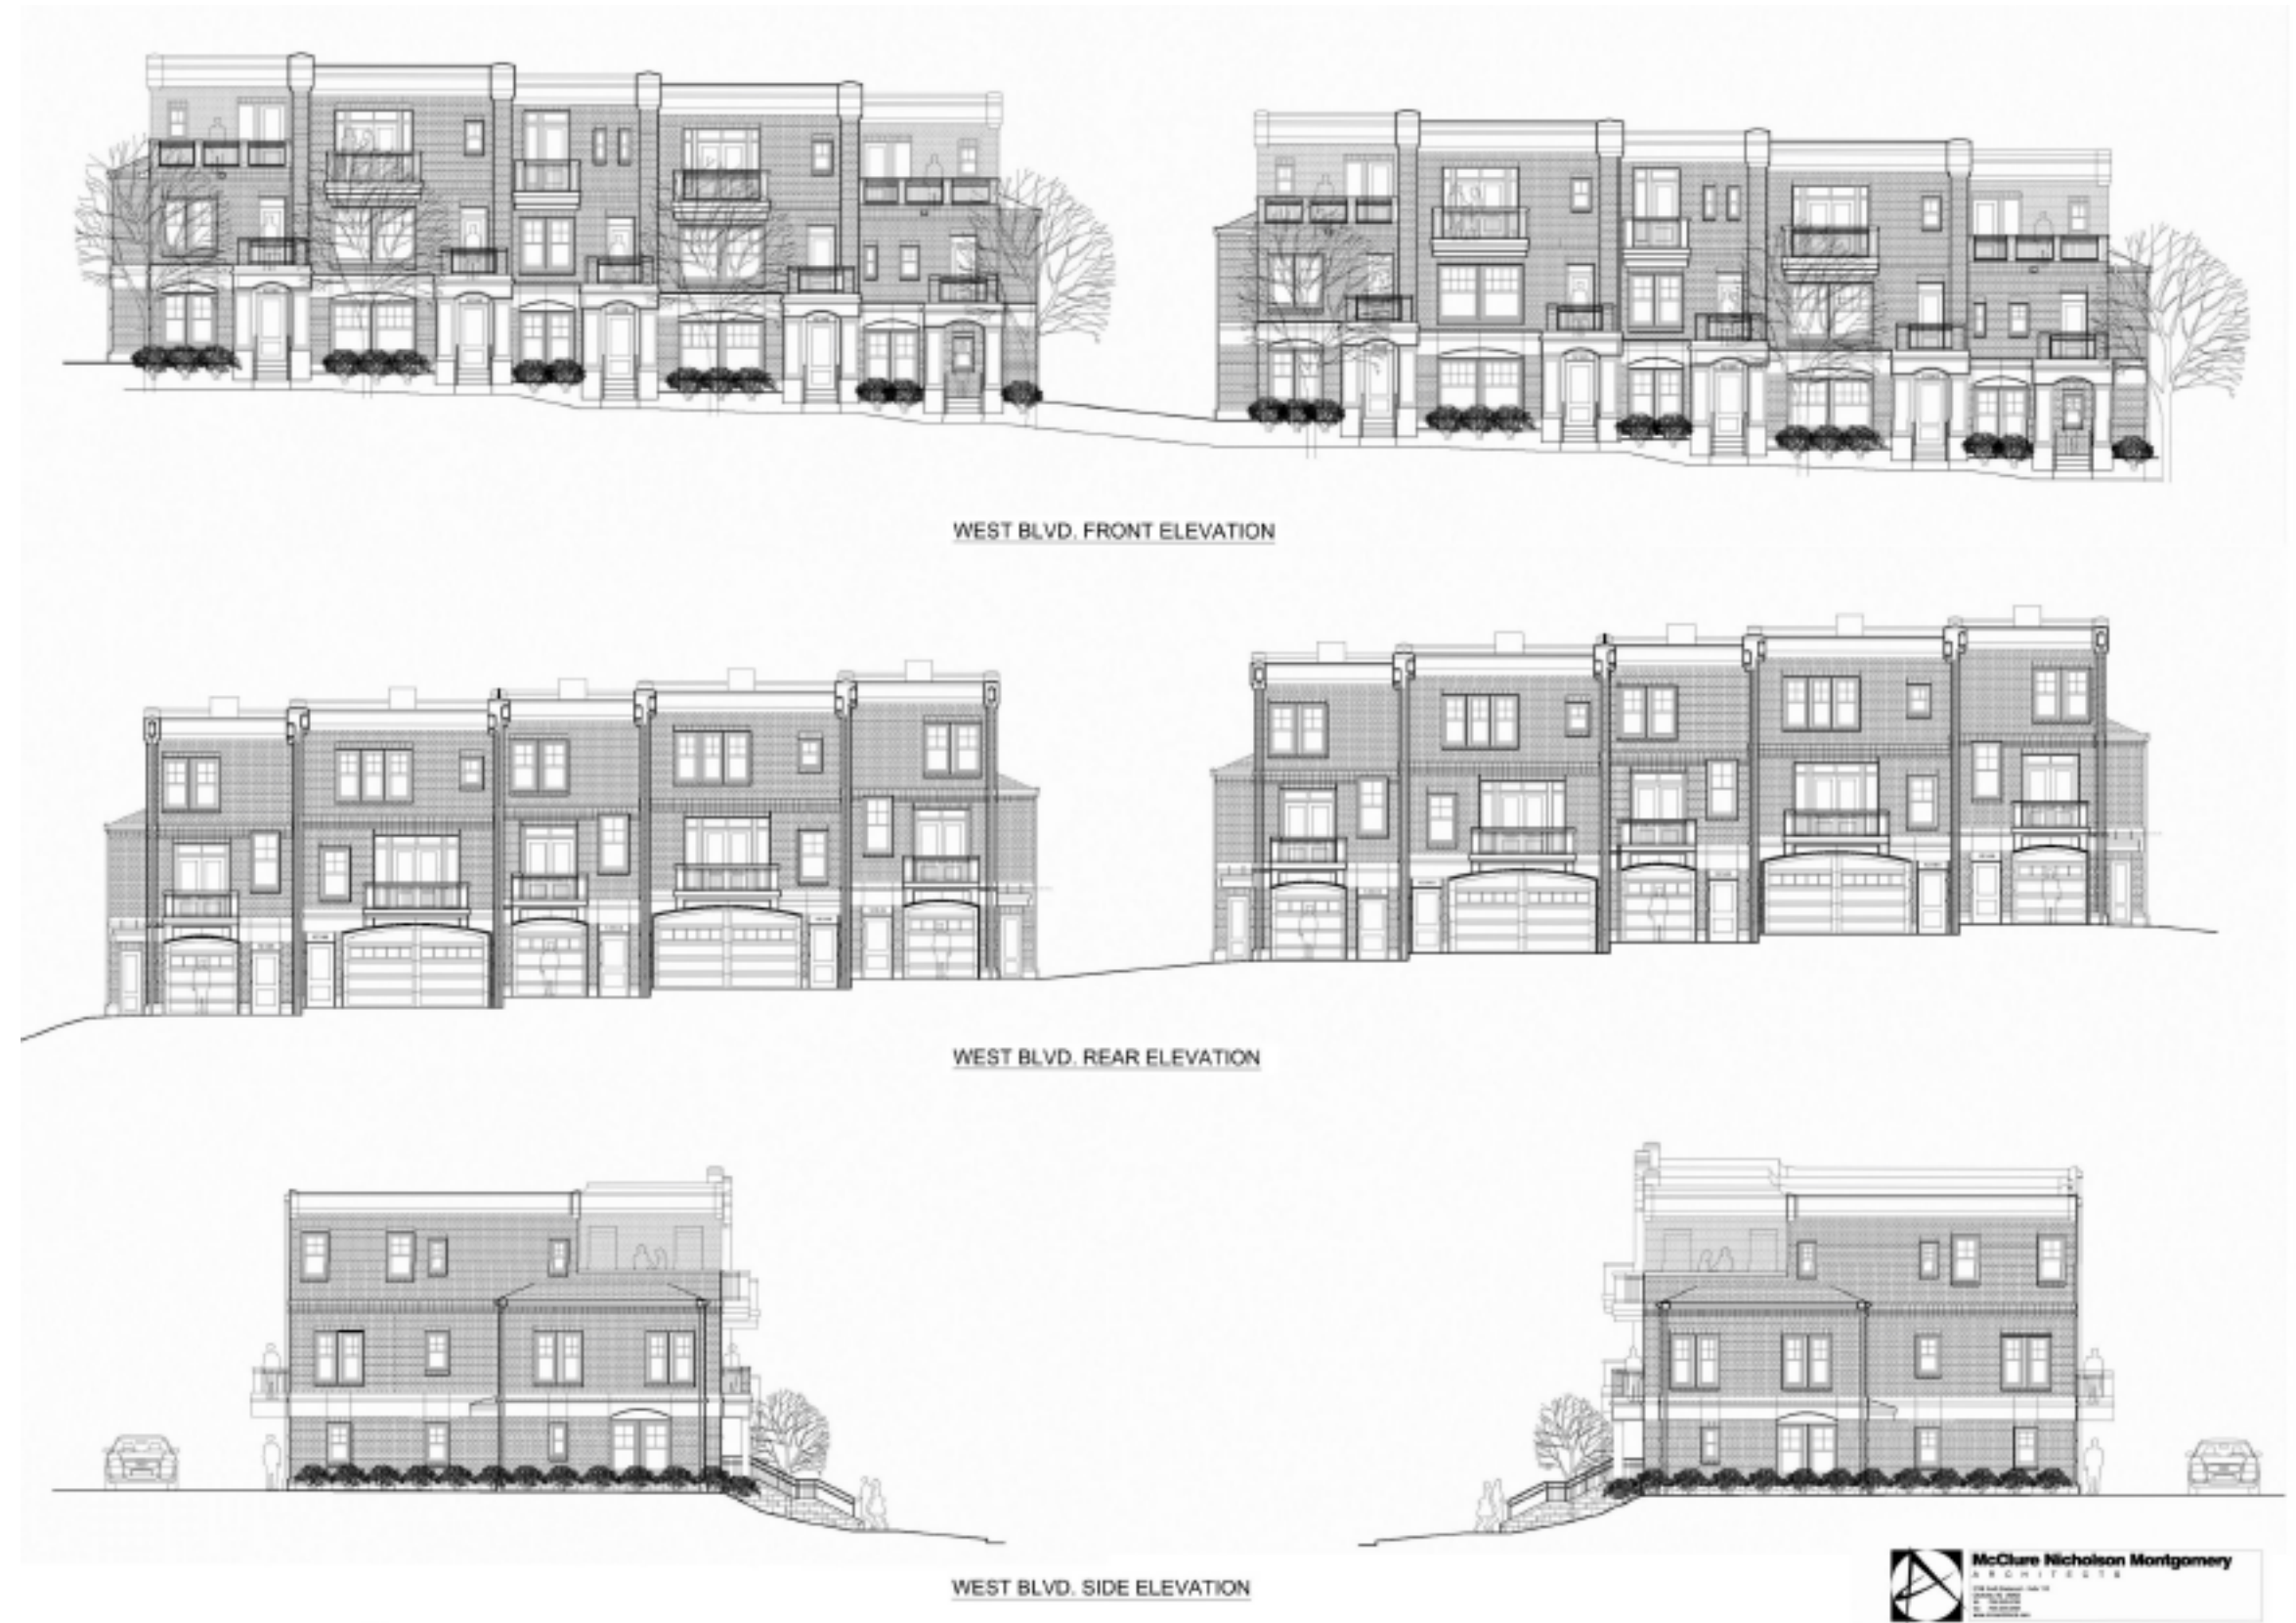 WEST BLVD. FRONT ELEVATION
WEST BLVD. REAR ELEVATION
WEST BLVD. SIDE ELEVATION
McClure Nicholson Montgomery
ARCHITECTS